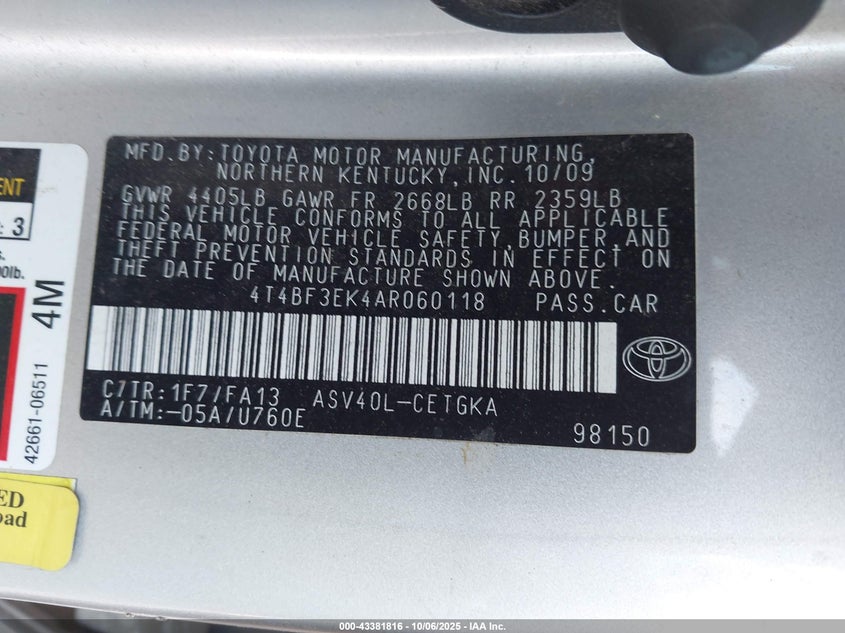 MFD.BY:TOYOTA MOTOR MANUFACTURING,
NORTHERN KENTUCKY,INC.10/09
GVWR 4405LB GAWR FR 2668LB RR 2359LB
THIS VEHICLE CONFORMS TO ALL APPLICABLE
FEDERAL MOTOR VEHICLE SAFETY,BUMPER,AND
THEFT PREVENTION STANDARDS IN EFFECT ON
THE DATE OF MANUFACTURE SHOWN ABOVE.
4T4BF3EK4AR060118 PASS.CAR
C/TR:1F7/FA13 ASV40L-CETGKA
A/TM:-05A/U760E
98150
: 3
4M
42661-06511
000-43381816 - 10/06/2025 - IAA Inc.